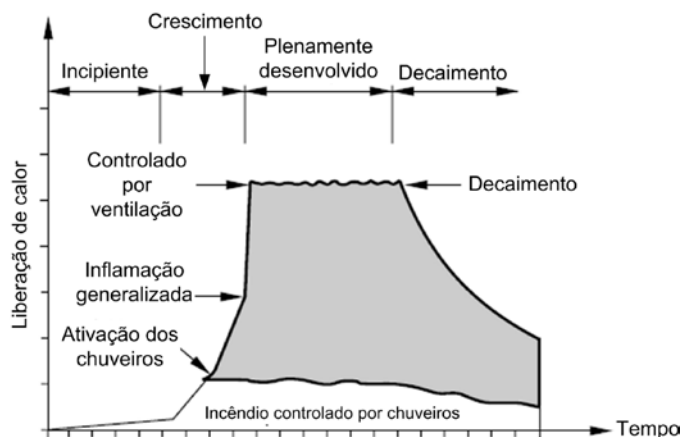 Crescimento
Incipiente
Plenamente
desenvolvido
Decaimento
Liberação de calor
Controlado
por
ventilação
Decaimento
Inflamação
generalizada
Ativação dos
chuveiros
Incêndio controlado por chuveiros
Tempo